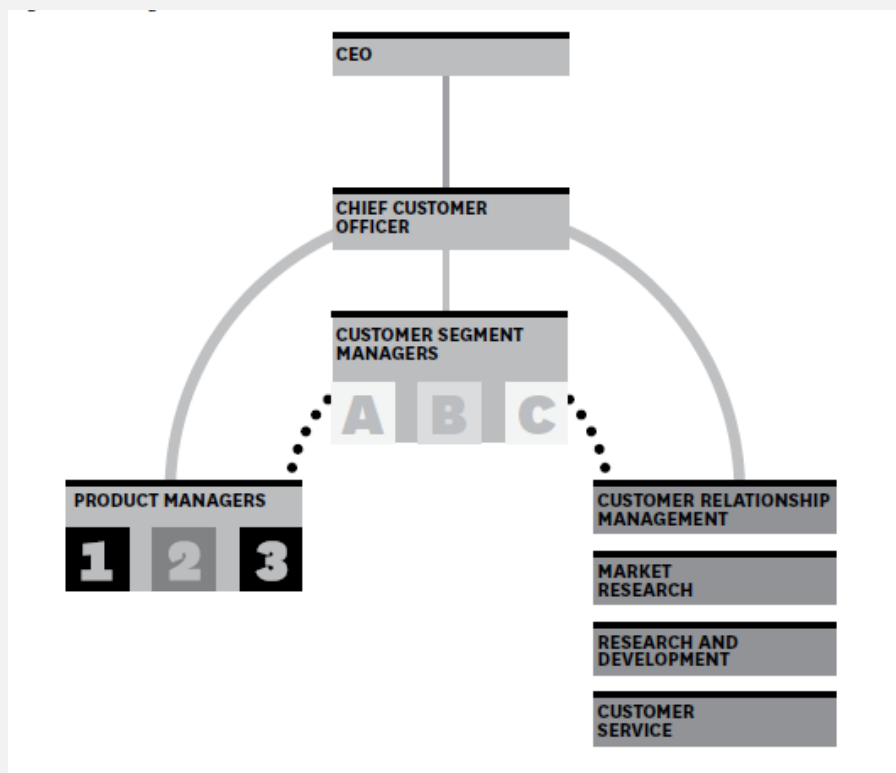 CEO
CHIEF CUSTOMER
OFFICER
CUSTOMER SEGMENT
MANAGERS
A B C
PRODUCT MANAGERS
1 2 3
CUSTOMER RELATIONSHIP
MANAGEMENT
MARKET
RESEARCH
RESEARCH AND
DEVELOPMENT
CUSTOMER
SERVICE